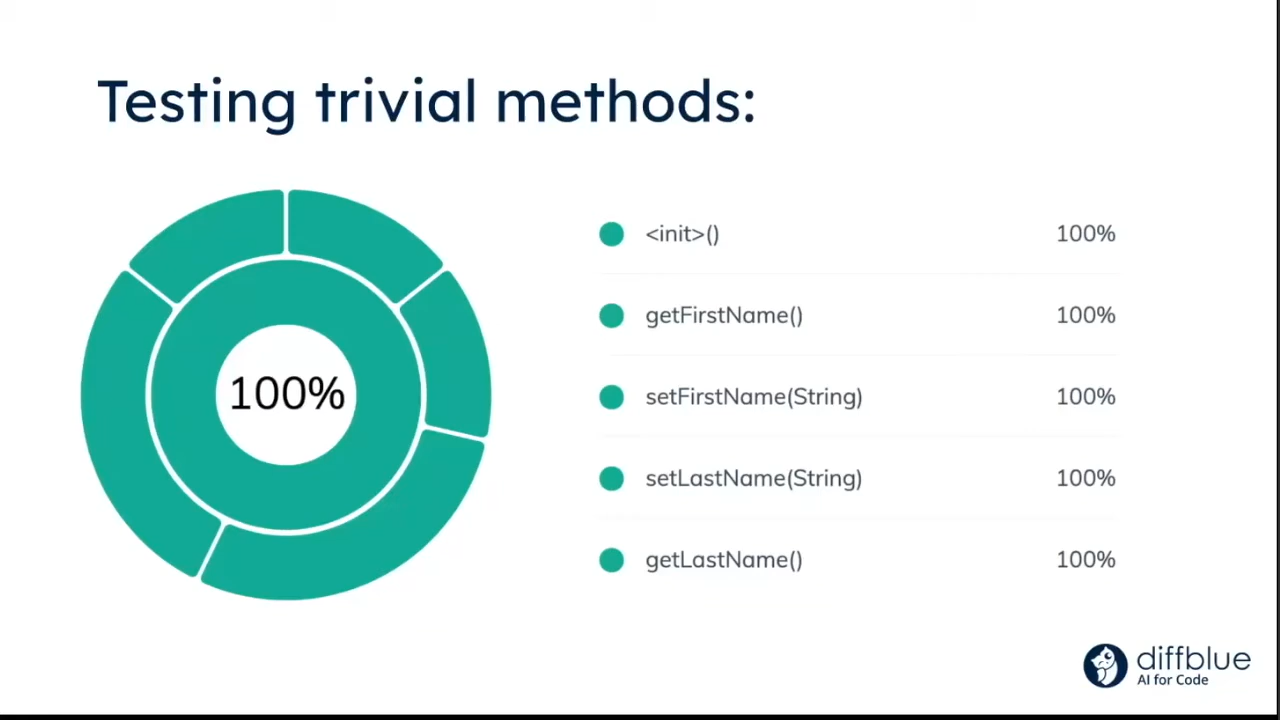 Testing trivial methods:
100%
<init>() 100%
getFirstName() 100%
setFirstName(String) 100%
setLastName(String) 100%
getLastName() 100%
diffblue
AI for Code